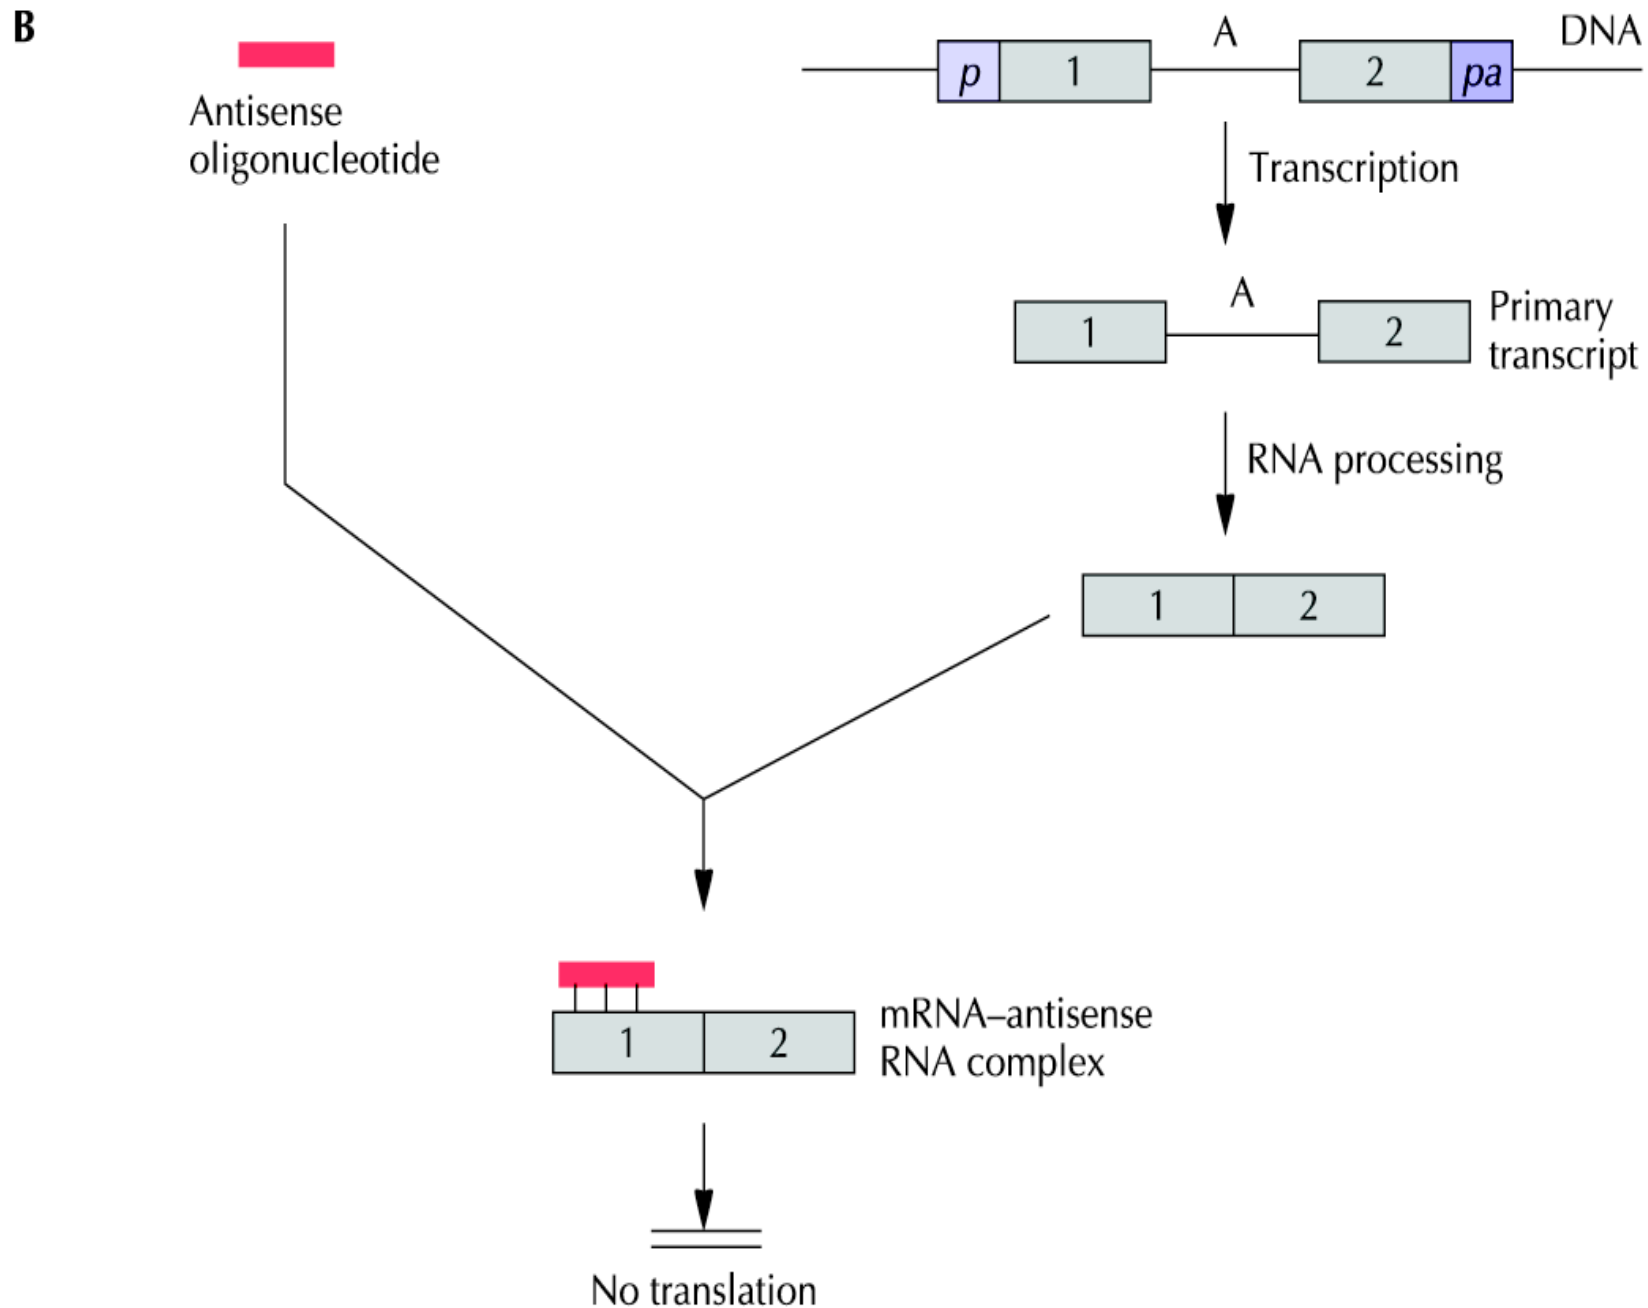 B
Antisense
oligonucleotide
A
DNA
p 1 2 pa
Transcription
A
1 2
Primary
transcript
RNA processing
1 2
1 2
mRNA–antisense
RNA complex
No translation